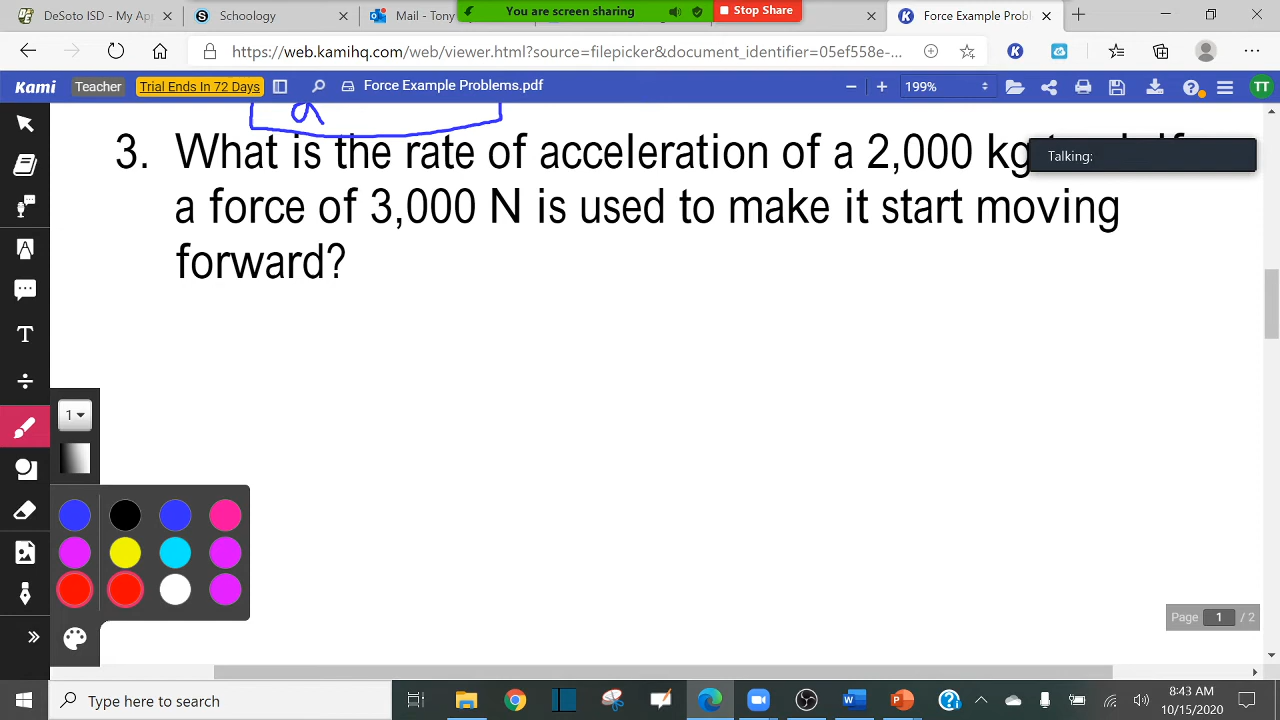 Dealer to DCPSD - My Ap
Schoology
Mail - Tony
You are screen sharing
Stop Share
Force Example Probl
https://web.kamihq.com/web/viewer.html?source=filepicker&document_identifier=05ef558e-...
Kami
Teacher
Trial Ends In 72 Days
Force Example Problems.pdf
199%
TT
a
3. What is the rate of acceleration of a 2,000 kg
Talking:
a force of 3,000 N is used to make it start moving
forward?
T
1
Page 1 / 2
Type here to search
8:43 AM
10/15/2020